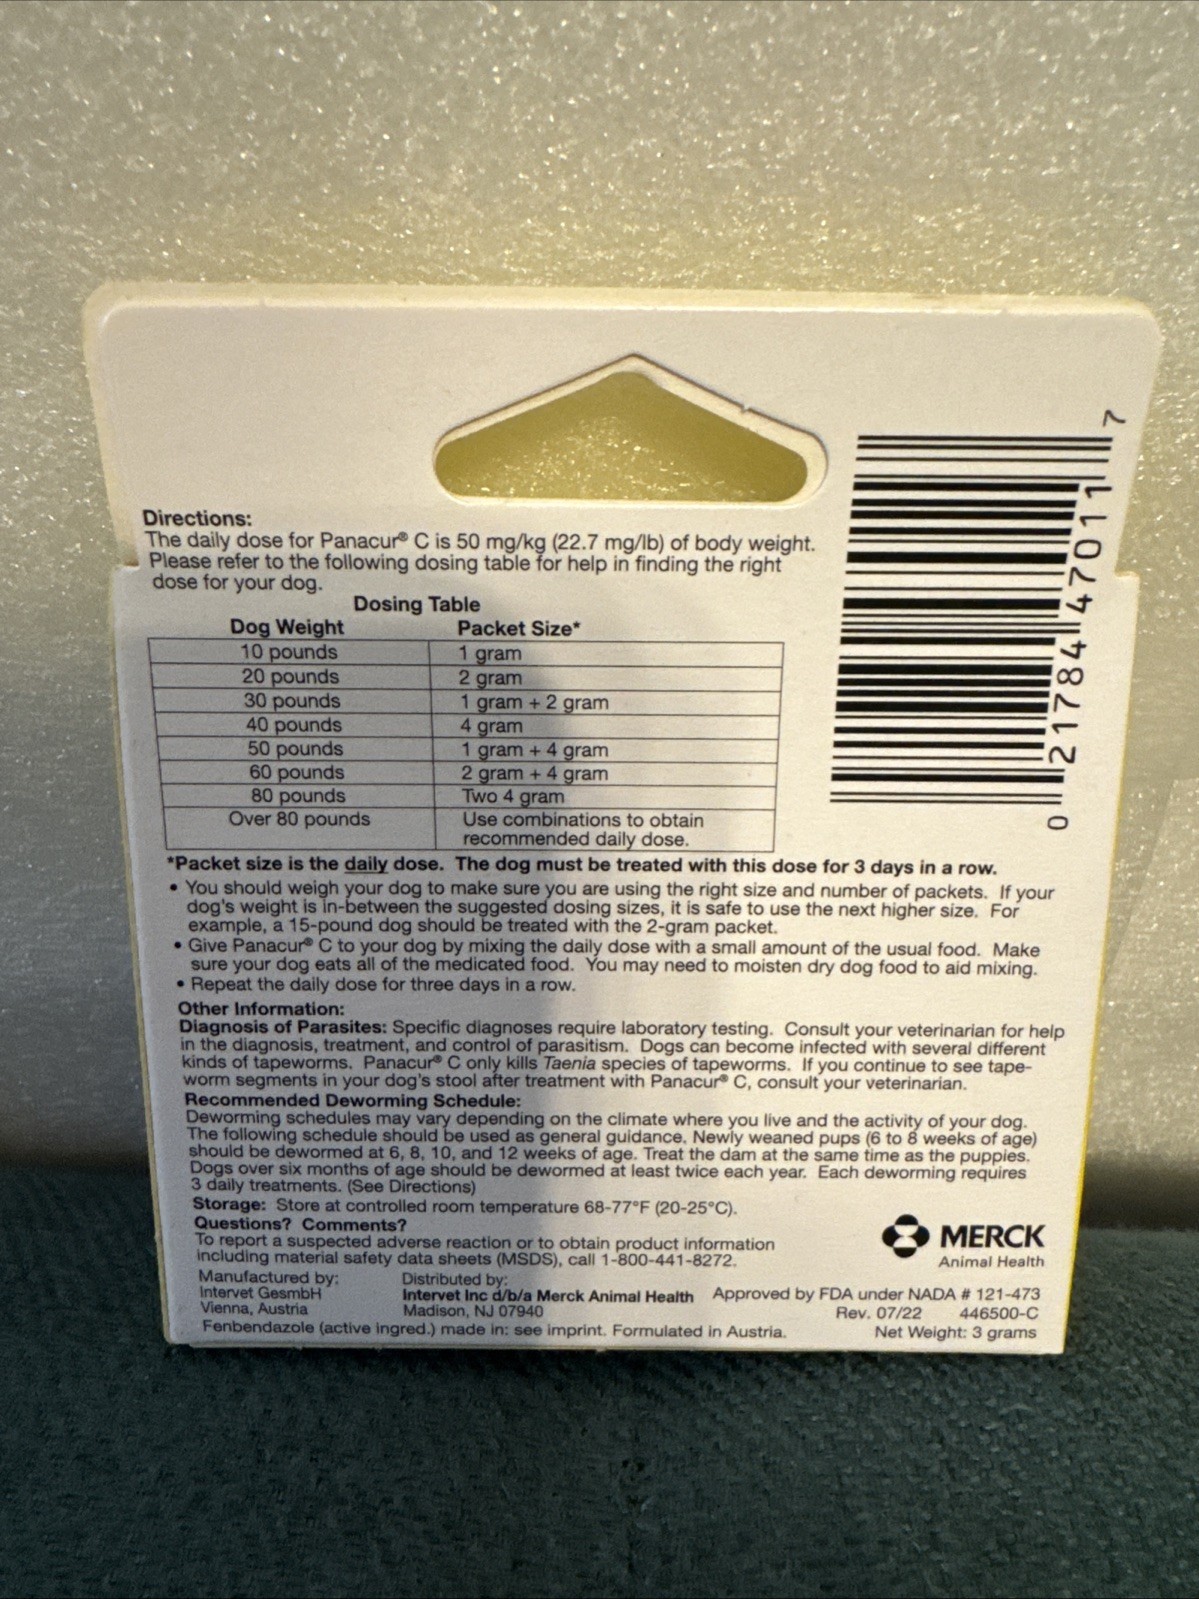 Directions:
The daily dose for Panacur® C is 50 mg/kg (22.7 mg/lb) of body weight.
Please refer to the following dosing table for help in finding the right
dose for your dog.
Dosing Table
Dog Weight Packet Size*
10 pounds 1 gram
20 pounds 2 gram
30 pounds 1 gram + 2 gram
40 pounds 4 gram
50 pounds 1 gram + 4 gram
60 pounds 2 gram + 4 gram
80 pounds Two 4 gram
Over 80 pounds Use combinations to obtain
recommended daily dose.
*Packet size is the daily dose. The dog must be treated with this dose for 3 days in a row.
• You should weigh your dog to make sure you are using the right size and number of packets. If your
dog's weight is in-between the suggested dosing sizes, it is safe to use the next higher size. For
example, a 15-pound dog should be treated with the 2-gram packet.
• Give Panacur® C to your dog by mixing the daily dose with a small amount of the usual food. Make
sure your dog eats all of the medicated food. You may need to moisten dry dog food to aid mixing.
• Repeat the daily dose for three days in a row.
Other Information:
Diagnosis of Parasites: Specific diagnoses require laboratory testing. Consult your veterinarian for help
in the diagnosis, treatment, and control of parasitism. Dogs can become infected with several different
kinds of tapeworms. Panacur® C only kills Taenia species of tapeworms. If you continue to see tape-
worm segments in your dog's stool after treatment with Panacur® C, consult your veterinarian.
Recommended Deworming Schedule:
Deworming schedules may vary depending on the climate where you live and the activity of your dog.
The following schedule should be used as general guidance. Newly weaned pups (6 to 8 weeks of age)
should be dewormed at 6, 8, 10, and 12 weeks of age. Treat the dam at the same time as the puppies.
Dogs over six months of age should be dewormed at least twice each year. Each deworming requires
3 daily treatments. (See Directions)
Storage: Store at controlled room temperature 68-77°F (20-25°C).
Questions? Comments?
To report a suspected adverse reaction or to obtain product information
including material safety data sheets (MSDS), call 1-800-441-8272.
Manufactured by:
Intervet GesmbH
Vienna, Austria
Distributed by:
Intervet Inc d/b/a Merck Animal Health
Madison, NJ 07940
Fenbendazole (active ingred.) made in: see imprint. Formulated in Austria.
MERCK
Animal Health
Approved by FDA under NADA # 121-473
Rev. 07/22 446500-C
Net Weight: 3 grams
0 21784 47011 7